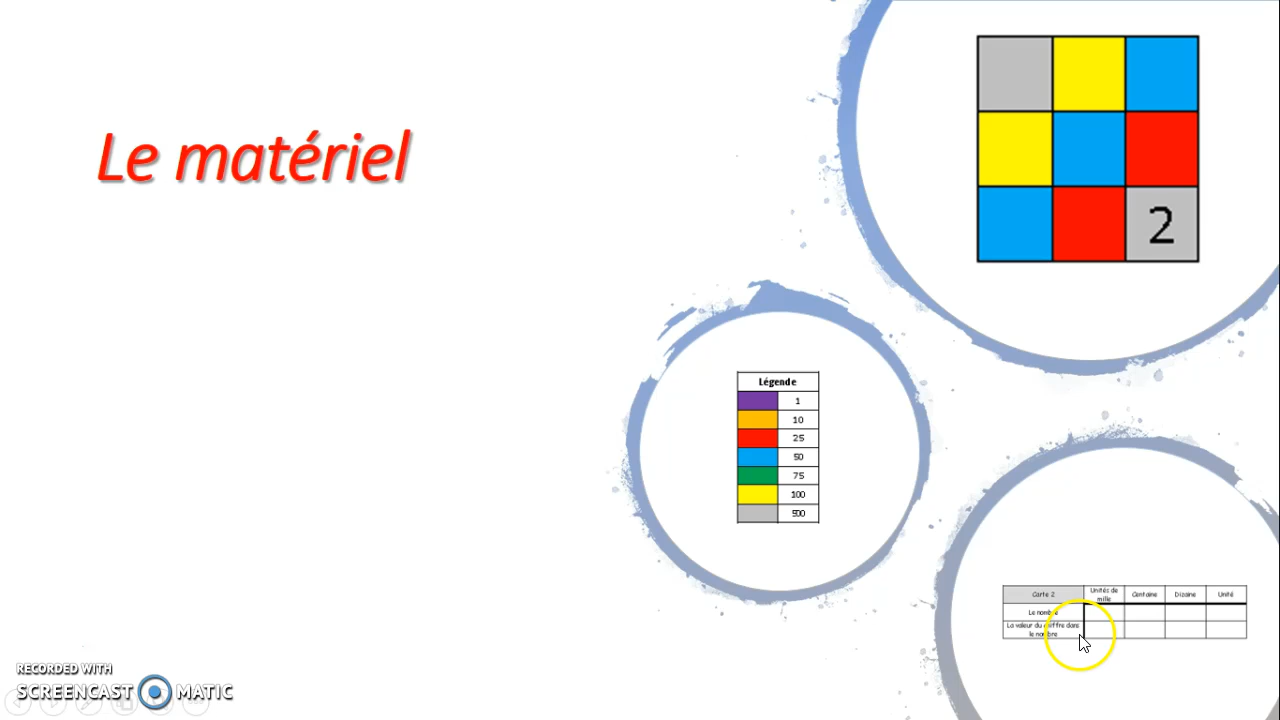 Le matériel
2
Légende
1
10
25
50
75
100
500
Carte 2 Unités de mille Centaine Dizaine Unité
Le nombre
La valeur du chiffre dans
le nombre
RECORDED WITH
SCREENCAST MATIC